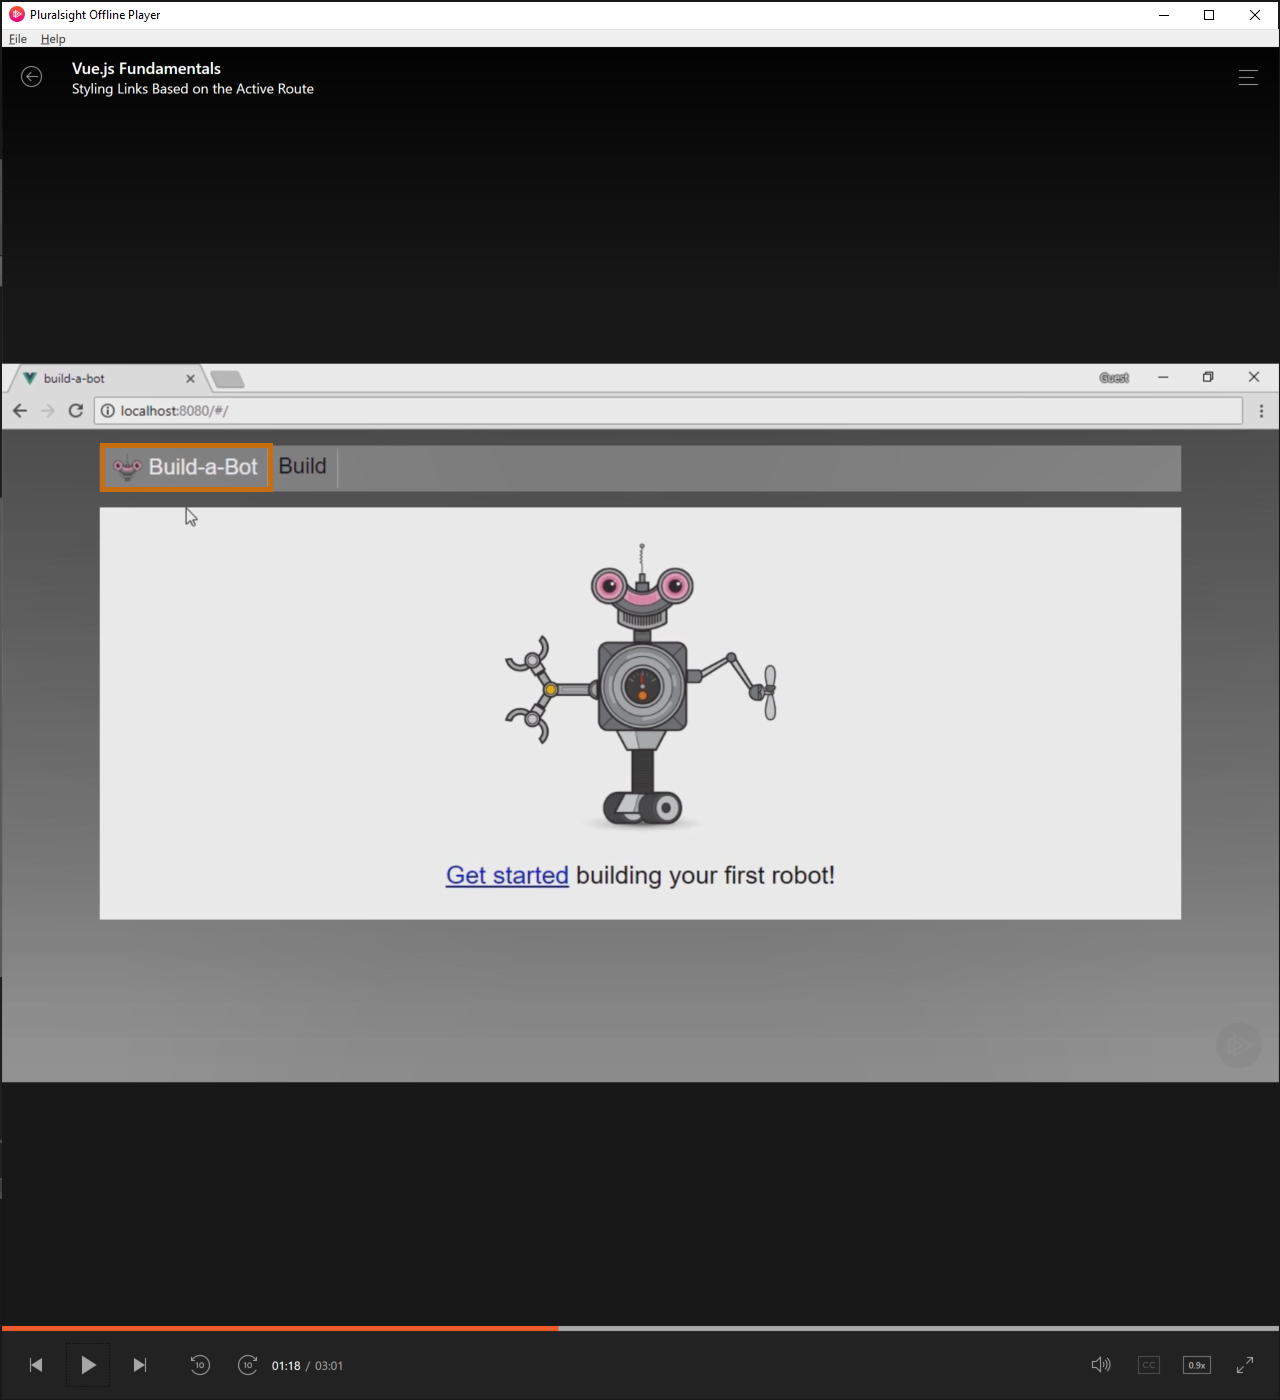 Pluralsight Offline Player
File Help
Vue.js Fundamentals
Styling Links Based on the Active Route
build-a-bot
Guest
localhost:8080/#/
Build-a-Bot Build
Get started building your first robot!
10 10 01:18 / 03:01 CC 0.9x